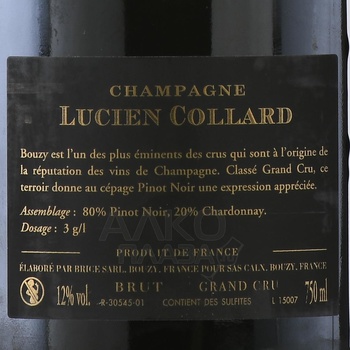 CHAMPAGNE
LUCIEN COLLARD
Bouzy est l'un des plus éminents des crus qui sont à l'origine de
la réputation des vins de Champagne. Classé Grand Cru, ce
terroir donne au cépage Pinot Noir une expression appréciée.
Assemblage : 80% Pinot Noir, 20% Chardonnay.
Dosage : 3 g/l
PRODUIT DE FRANCE
ÉLABORÉ PAR BRICE SARL, BOUZY, FRANCE POUR SAS CALX, BOUZY, FRANCE
12% vol. BRUT GRAND CRU 750 ml
-R-30545-01 CONTIENT DES SULFITES L 15007